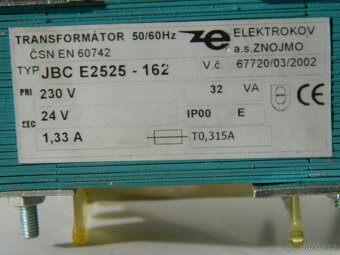 TRANSFORMÁTOR 50/60Hz
ČSN EN 60742
ELEKTROKOV
a.s. ZNOJMO
TYP JBC E2525 - 162
V.č. 67720/03/2002
PRI 230 V 32 VA
SEC 24 V IP00 E
1,33 A T0,315A